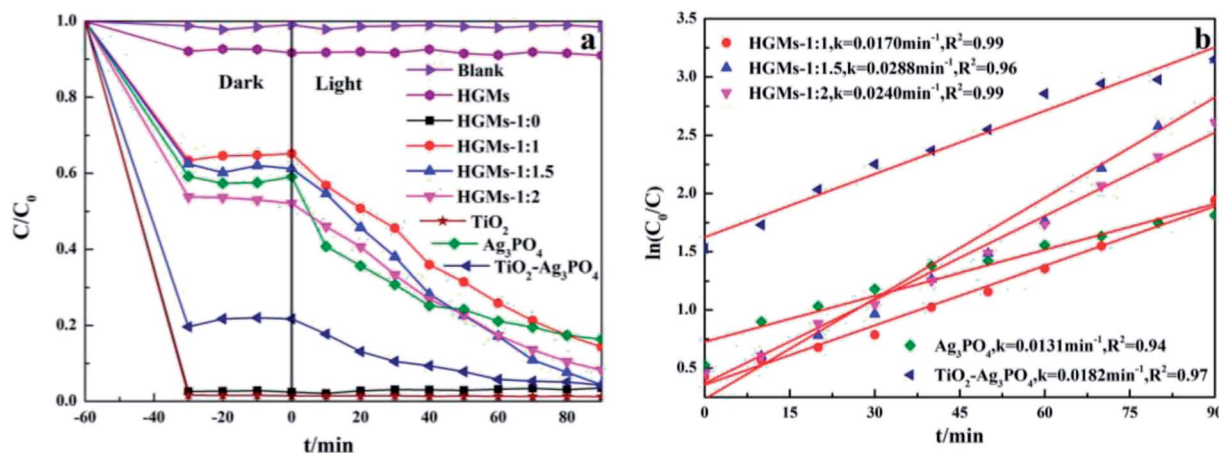 a
Dark
Light
Blank
HGMs
HGMs-1:0
HGMs-1:1
HGMs-1:1.5
HGMs-1:2
TiO₂
Ag₃PO₄
TiO₂-Ag₃PO₄
C/C₀
1.0
0.8
0.6
0.4
0.2
0.0
-60 -40 -20 0 20 40 60 80
t/min
b
HGMs-1:1,k=0.0170min⁻¹,R²=0.99
HGMs-1:1.5,k=0.0288min⁻¹,R²=0.96
HGMs-1:2,k=0.0240min⁻¹,R²=0.99
Ag₃PO₄,k=0.0131min⁻¹,R²=0.94
TiO₂-Ag₃PO₄,k=0.0182min⁻¹,R²=0.97
ln(C₀/C)
3.5
3.0
2.5
2.0
1.5
1.0
0.5
0 15 30 45 60 75 90
t/min